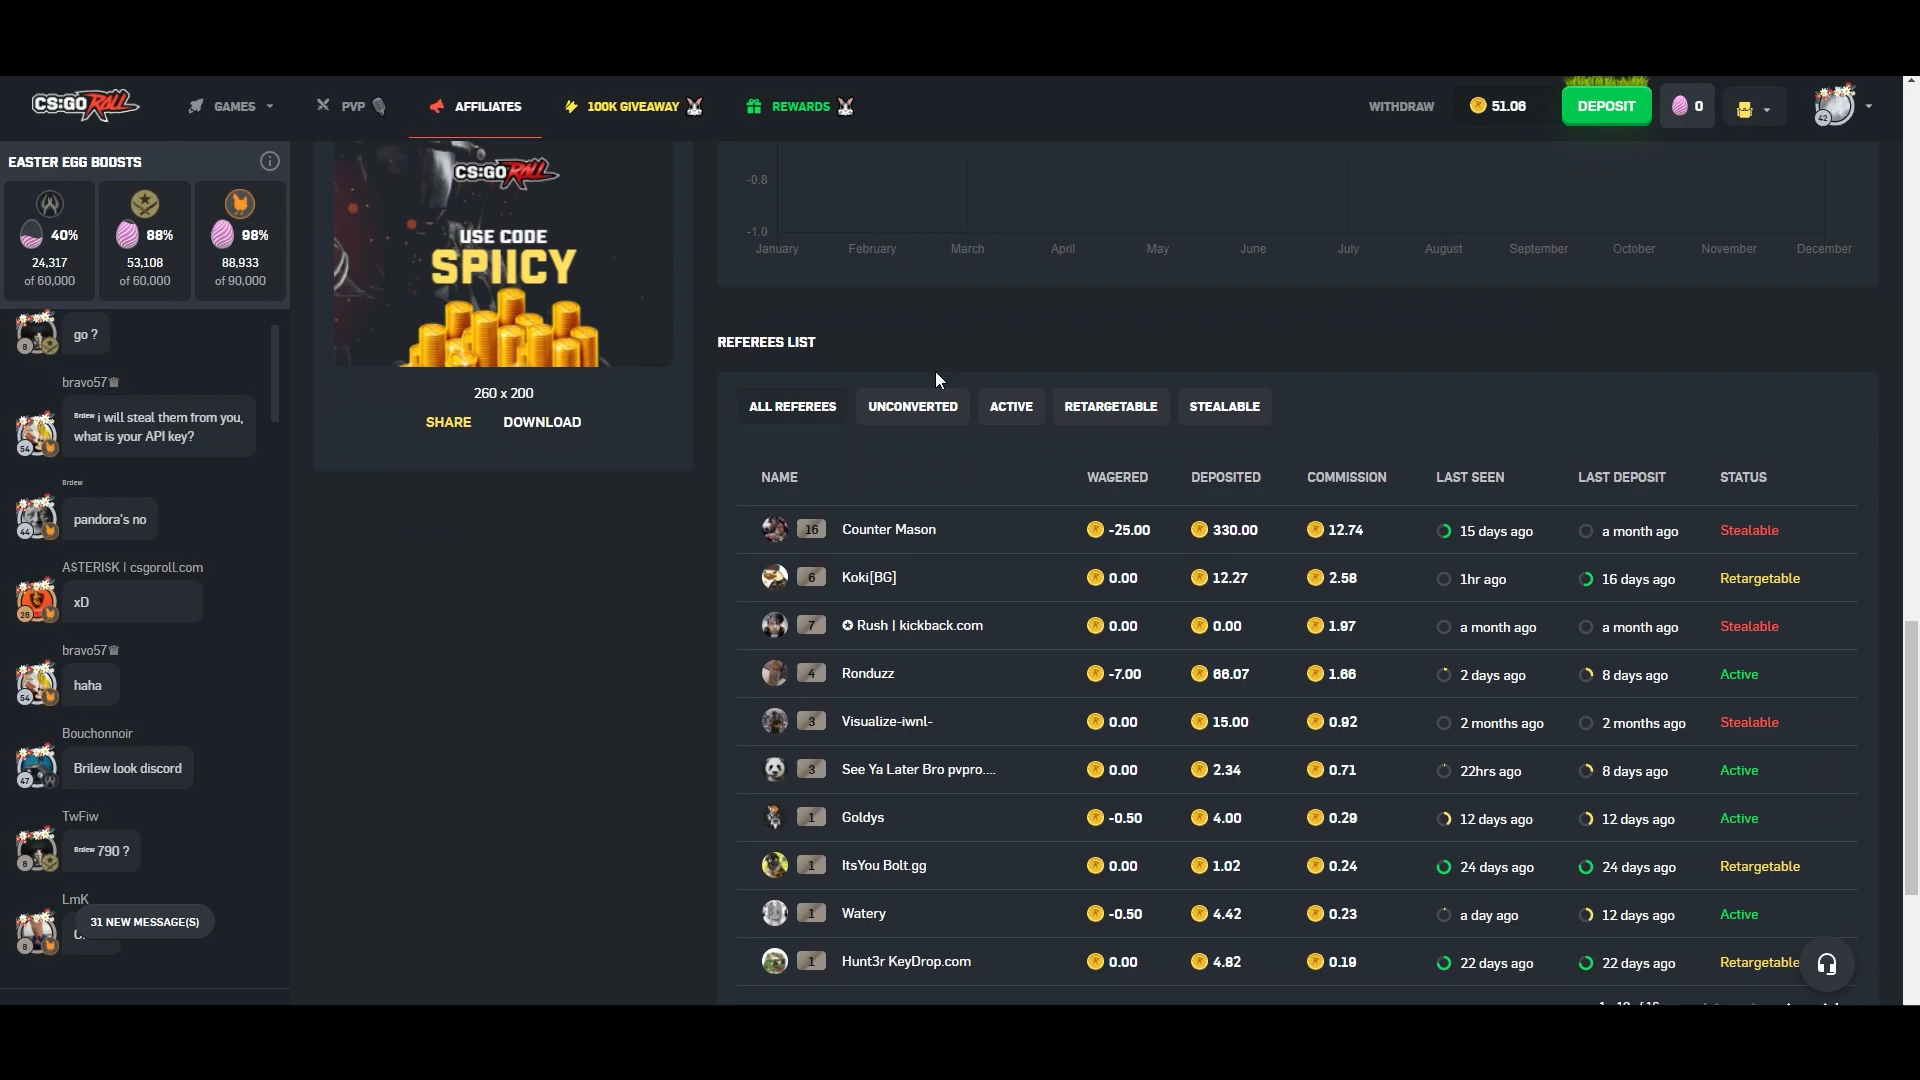 CS:GO ROLL
GAMES
PVP
AFFILIATES
100K GIVEAWAY
REWARDS
WITHDRAW
51.06
DEPOSIT
0
42
EASTER EGG BOOSTS
40%
24,317
of 60,000
88%
53,108
of 60,000
98%
88,933
of 90,000
8
go ?
bravo57♕
54
Brilew i will steal them from you,
what is your API key?
Brilew
44
pandora's no
A$TERI$K | csgoroll.com
28
xD
bravo57♕
54
haha
Bouchonnoir
47
Brilew look discord
TwFiw
8
Brilew 790 ?
LmK
8
31 NEW MESSAGE(S)
CS:GO ROLL
USE CODE
SPIICY
260 x 200
SHARE
DOWNLOAD
-0.8
-1.0
January February March April May June July August September October November December
REFEREES LIST
ALL REFEREES UNCONVERTED ACTIVE RETARGETABLE STEALABLE
NAME WAGERED DEPOSITED COMMISSION LAST SEEN LAST DEPOSIT STATUS
16 Counter Mason -25.00 330.00 12.74 15 days ago a month ago Stealable
6 Koki[BG] 0.00 12.27 2.58 1hr ago 16 days ago Retargetable
7 ✪ Rush | kickback.com 0.00 0.00 1.97 a month ago a month ago Stealable
4 Ronduzz -7.00 66.07 1.66 2 days ago 8 days ago Active
3 Visualize-iwnl- 0.00 15.00 0.92 2 months ago 2 months ago Stealable
3 See Ya Later Bro pvpro.... 0.00 2.34 0.71 22hrs ago 8 days ago Active
1 Goldys -0.50 4.00 0.29 12 days ago 12 days ago Active
1 ItsYou Bolt.gg 0.00 1.02 0.24 24 days ago 24 days ago Retargetable
1 Watery -0.50 4.42 0.23 a day ago 12 days ago Active
1 Hunt3r KeyDrop.com 0.00 4.82 0.19 22 days ago 22 days ago Retargetable